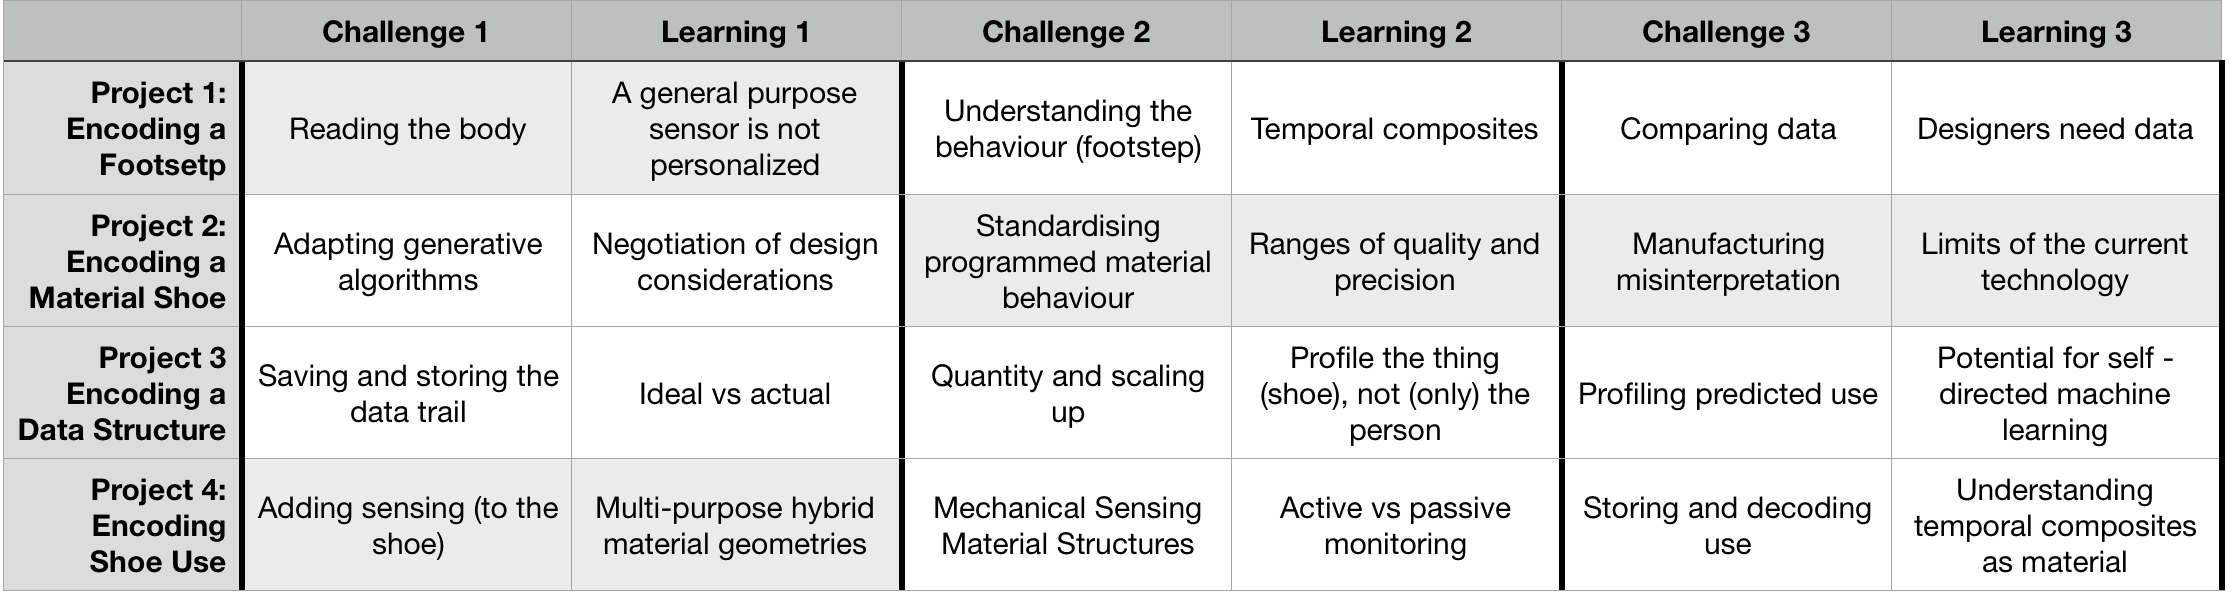 Challenge 1
Learning 1
Challenge 2
Learning 2
Challenge 3
Learning 3
Project 1:
Encoding a
Footsetp
Reading the body
A general purpose
sensor is not
personalized
Understanding the
behaviour (footstep)
Temporal composites
Comparing data
Designers need data
Project 2:
Encoding a
Material Shoe
Adapting generative
algorithms
Negotiation of design
considerations
Standardising
programmed material
behaviour
Ranges of quality and
precision
Manufacturing
misinterpretation
Limits of the current
technology
Project 3
Encoding a
Data Structure
Saving and storing the
data trail
Ideal vs actual
Quantity and scaling
up
Profile the thing
(shoe), not (only) the
person
Profiling predicted use
Potential for self -
directed machine
learning
Project 4:
Encoding
Shoe Use
Adding sensing (to the
shoe)
Multi-purpose hybrid
material geometries
Mechanical Sensing
Material Structures
Active vs passive
monitoring
Storing and decoding
use
Understanding
temporal composites
as material